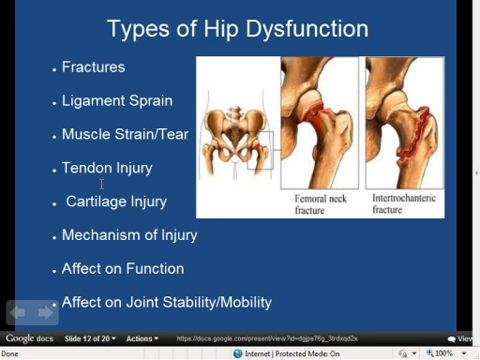 Types of Hip Dysfunction
Fractures
Ligament Sprain
Muscle Strain/Tear
Tendon Injury
Cartilage Injury
Mechanism of Injury
Affect on Function
Affect on Joint Stability/Mobility
Femoral neck
fracture
Intertrochanteric
fracture
Google docs
Slide 12 of 20
Actions
View
Done
Internet | Protected Mode: On
100%